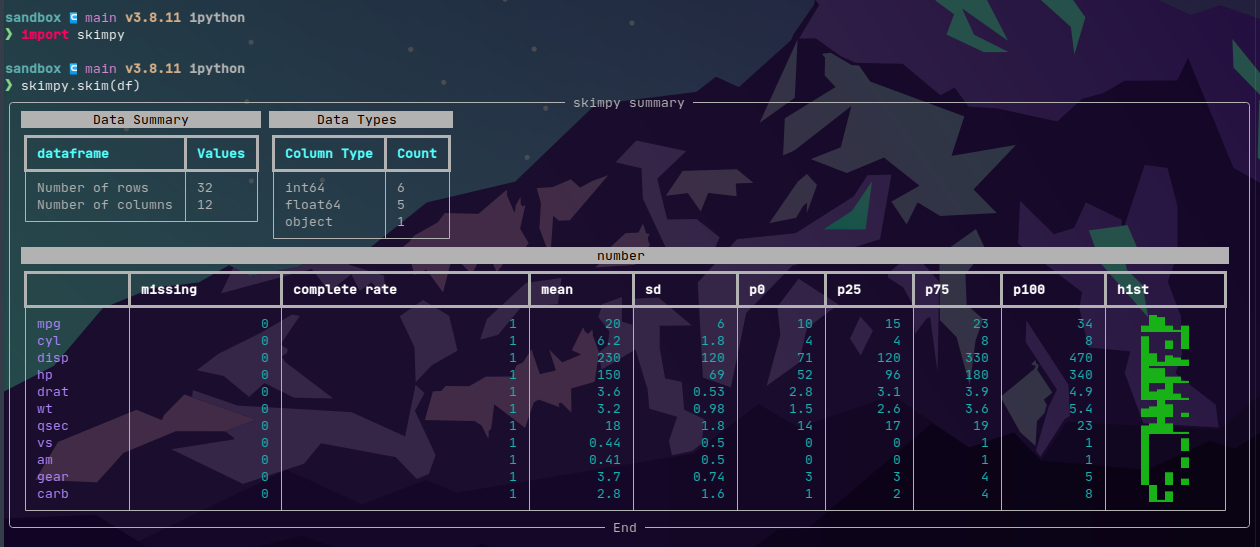 sandbox main v3.8.11 ipython
❯ import skimpy
sandbox main v3.8.11 ipython
❯ skimpy.skim(df)
skimpy summary
Data Summary Data Types
dataframe Values Column Type Count
Number of rows 32 int64 6
Number of columns 12 float64 5
object 1
number
missing complete rate mean sd p0 p25 p75 p100 hist
mpg 0 1 20 6 10 15 23 34
cyl 0 1 6.2 1.8 4 4 8 8
disp 0 1 230 120 71 120 330 470
hp 0 1 150 69 52 96 180 340
drat 0 1 3.6 0.53 2.8 3.1 3.9 4.9
wt 0 1 3.2 0.98 1.5 2.6 3.6 5.4
qsec 0 1 18 1.8 14 17 19 23
vs 0 1 0.44 0.5 0 0 1 1
am 0 1 0.41 0.5 0 0 1 1
gear 0 1 3.7 0.74 3 3 4 5
carb 0 1 2.8 1.6 1 2 4 8
End